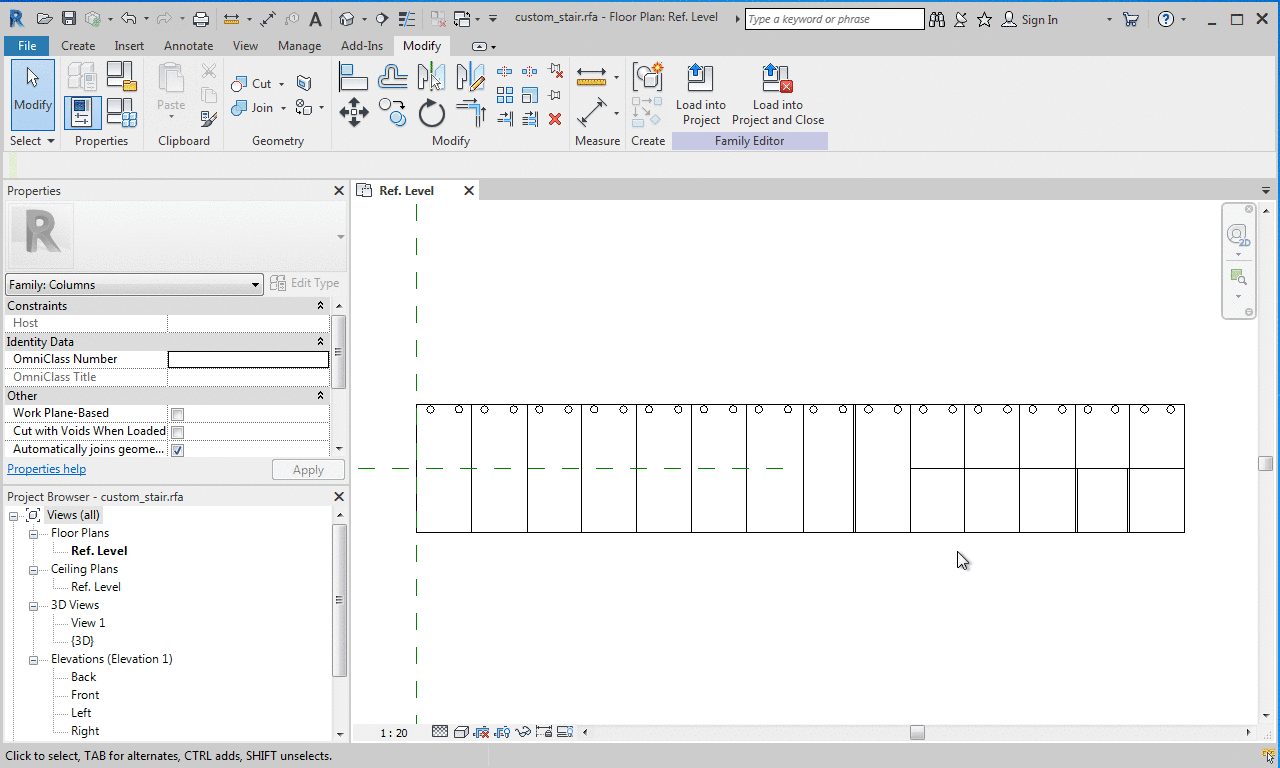 custom_stair.rfa - Floor Plan: Ref. Level
Type a keyword or phrase
Sign In
File Create Insert Annotate View Manage Add-Ins Modify
Modify
Paste
Cut
Join
Load into
Project
Load into
Project and Close
Select Properties Clipboard Geometry Modify Measure Create Family Editor
Properties
R
Family: Columns
Edit Type
Constraints
Host
Identity Data
OmniClass Number
OmniClass Title
Other
Work Plane-Based
Cut with Voids When Loaded
Automatically joins geome...
Properties help
Apply
Project Browser - custom_stair.rfa
Views (all)
Floor Plans
Ref. Level
Ceiling Plans
Ref. Level
3D Views
View 1
{3D}
Elevations (Elevation 1)
Back
Front
Left
Right
Ref. Level
2D
1 : 20
Click to select, TAB for alternates, CTRL adds, SHIFT unselects.